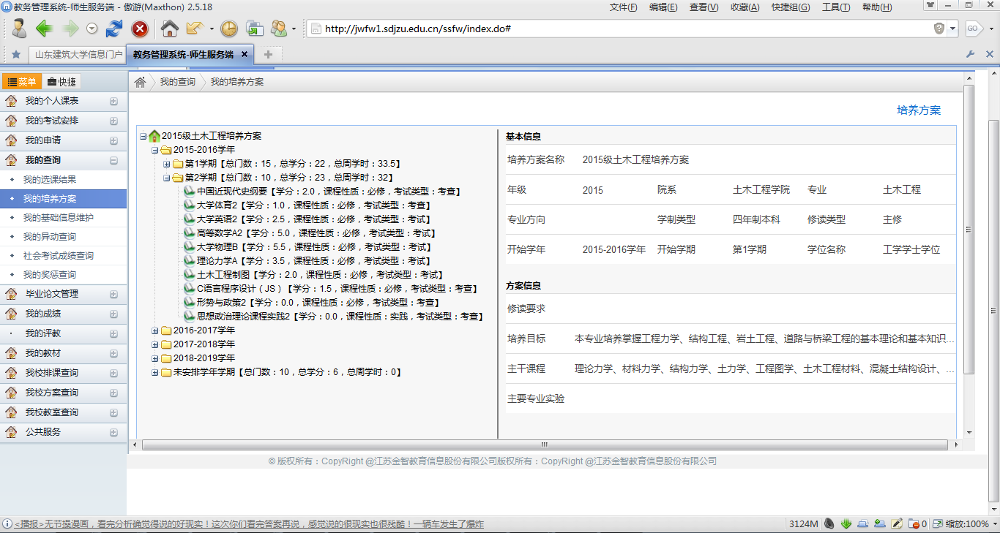 教务管理系统-师生服务端 - 傲游(Maxthon) 2.5.18
文件(F) 编辑(E) 查看(V) 收藏(A) 快捷组(G) 工具(T) 帮助(H)
http://jwfw1.sdjzu.edu.cn/ssfw/index.do#
GO
山东建筑大学信息门户
教务管理系统-师生服务端
菜单
快捷
我的个人课表
我的考试安排
我的申请
我的查询
我的选课结果
我的培养方案
我的基础信息维护
我的异动查询
社会考试成绩查询
我的奖惩查询
毕业论文管理
我的成绩
我的评教
我的教材
我校排课查询
我校方案查询
我校教室查询
公共服务
我的查询
我的培养方案
培养方案
2015级土木工程培养方案
2015-2016学年
第1学期【总门数：15，总学分：22，总周学时：33.5】
第2学期【总门数：10，总学分：23，总周学时：32】
中国近现代史纲要【学分：2.0，课程性质：必修，考试类型：考查】
大学体育2【学分：1.0，课程性质：必修，考试类型：考查】
大学英语2【学分：2.5，课程性质：必修，考试类型：考试】
高等数学A2【学分：5.0，课程性质：必修，考试类型：考试】
大学物理B【学分：5.5，课程性质：必修，考试类型：考试】
理论力学A【学分：3.5，课程性质：必修，考试类型：考试】
土木工程制图【学分：2.0，课程性质：必修，考试类型：考试】
C语言程序设计（JS）【学分：1.5，课程性质：必修，考试类型：考查】
形势与政策2【学分：0.0，课程性质：必修，考试类型：考查】
思想政治理论课程实践2【学分：0.0，课程性质：实践，考试类型：考查】
2016-2017学年
2017-2018学年
2018-2019学年
未安排学年学期【总门数：10，总学分：6，总周学时：0】
基本信息
培养方案名称 2015级土木工程培养方案
年级 2015 院系 土木工程学院 专业 土木工程
专业方向 学制类型 四年制本科 修读类型 主修
开始学年 2015-2016学年 开始学期 第1学期 学位名称 工学学士学位
方案信息
修读要求
培养目标 本专业培养掌握工程力学、结构工程、岩土工程、道路与桥梁工程的基本理论和基本知识...
主干课程 理论力学、材料力学、结构力学、土力学、工程图学、土木工程材料、混凝土结构设计、...
主要专业实验
© 版权所有：CopyRight @江苏金智教育信息股份有限公司版权所有：CopyRight @江苏金智教育信息股份有限公司
<播报>无节操漫画，看完分析确觉得说的好现实！这次你们看完答案再说，感觉说的很现实也很残酷！一辆车发生了爆炸
3124M 0 缩放:100%